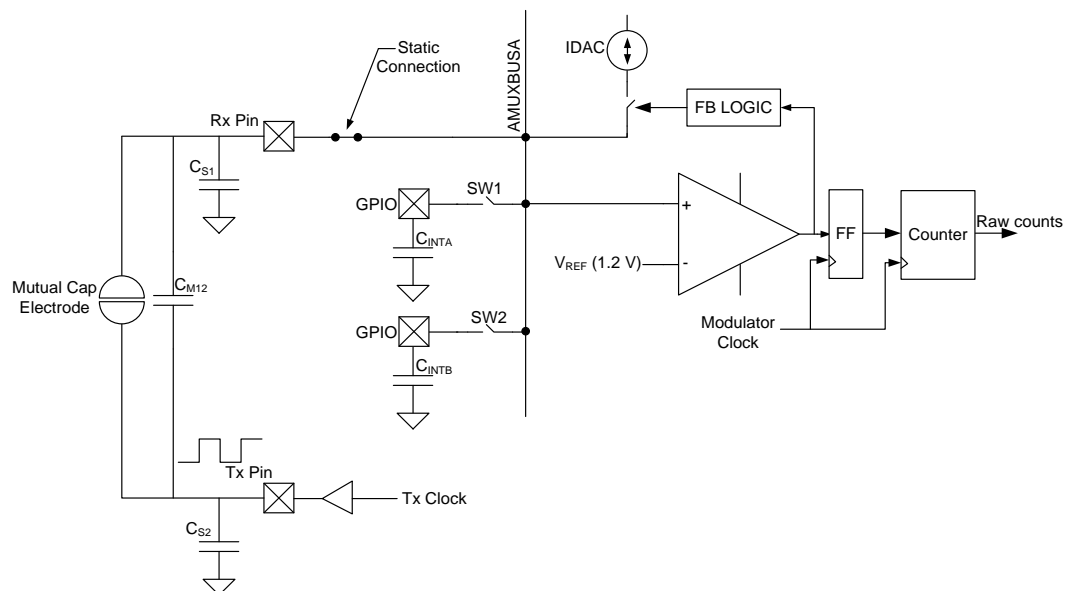 Static
Connection
AMUXBUSA
IDAC
FB LOGIC
Rx Pin
CS1
GPIO
SW1
CINTA
VREF (1.2 V)
+
-
FF
Counter
Raw counts
Mutual Cap
Electrode
CM12
GPIO
SW2
CINTB
Modulator
Clock
Tx Pin
Tx Clock
CS2